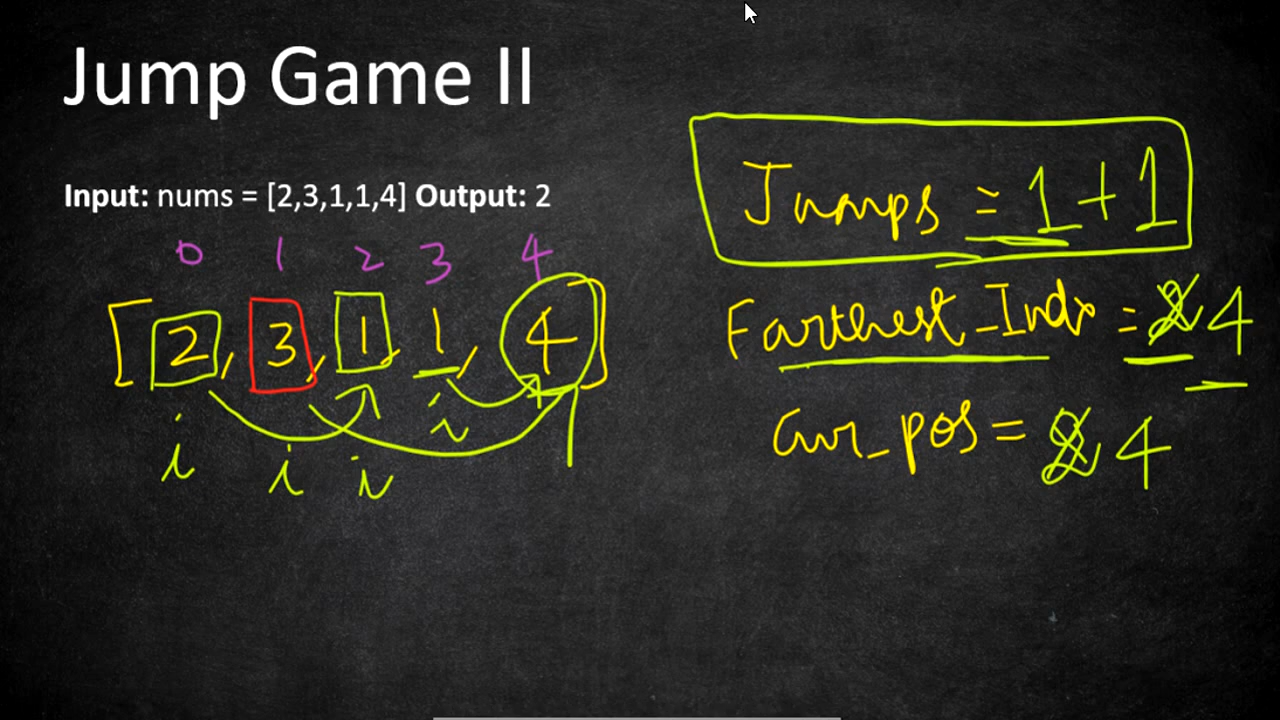 Jump Game II
Input: nums = [2,3,1,1,4] Output: 2
0 1 2 3 4
[2, 3, 1, 1, 4]
i i i i
Jumps = 1 + 1
Farthest_Indx = 2 4
Curr_pos = 2 4